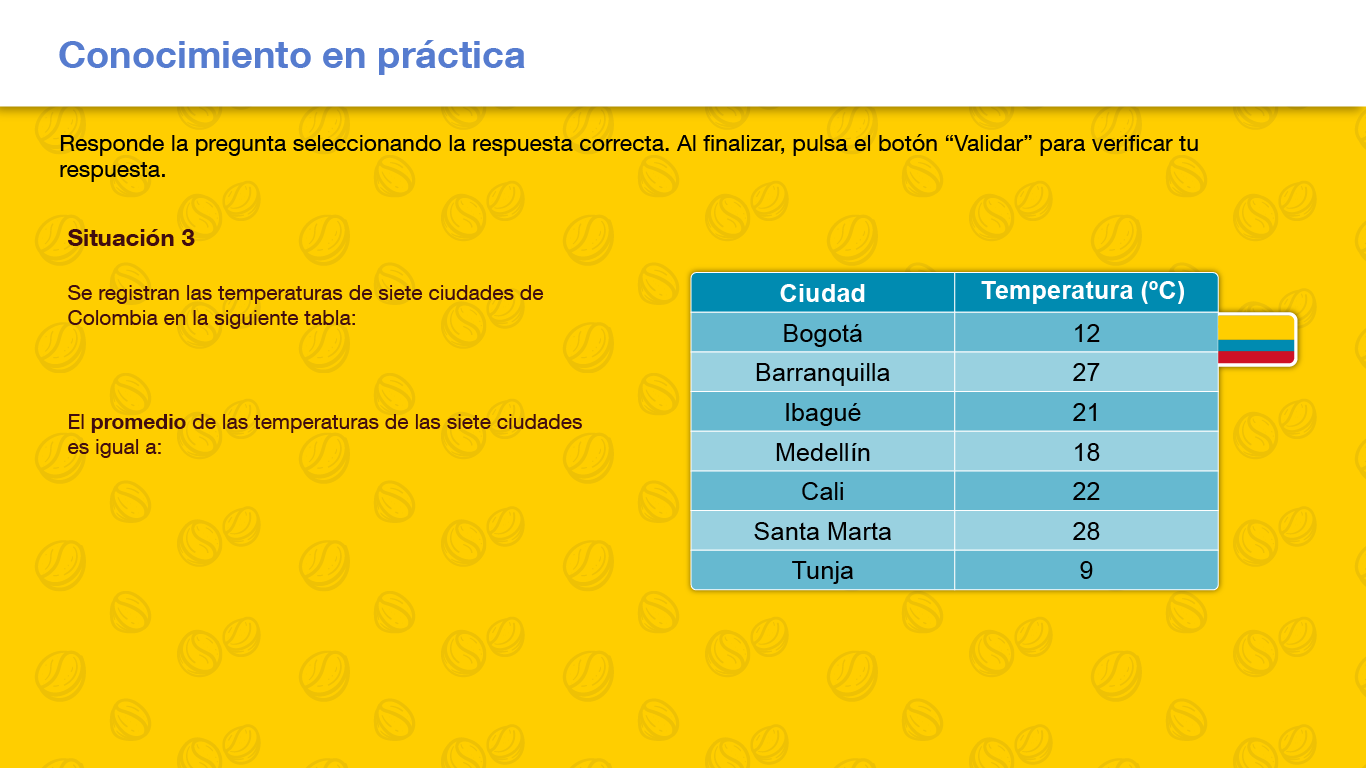 Conocimiento en práctica
Responde la pregunta seleccionando la respuesta correcta. Al finalizar, pulsa el botón “Validar” para verificar tu
respuesta.
Situación 3
Se registran las temperaturas de siete ciudades de
Colombia en la siguiente tabla:
El promedio de las temperaturas de las siete ciudades
es igual a:
Ciudad Temperatura (ºC)
Bogotá 12
Barranquilla 27
Ibagué 21
Medellín 18
Cali 22
Santa Marta 28
Tunja 9